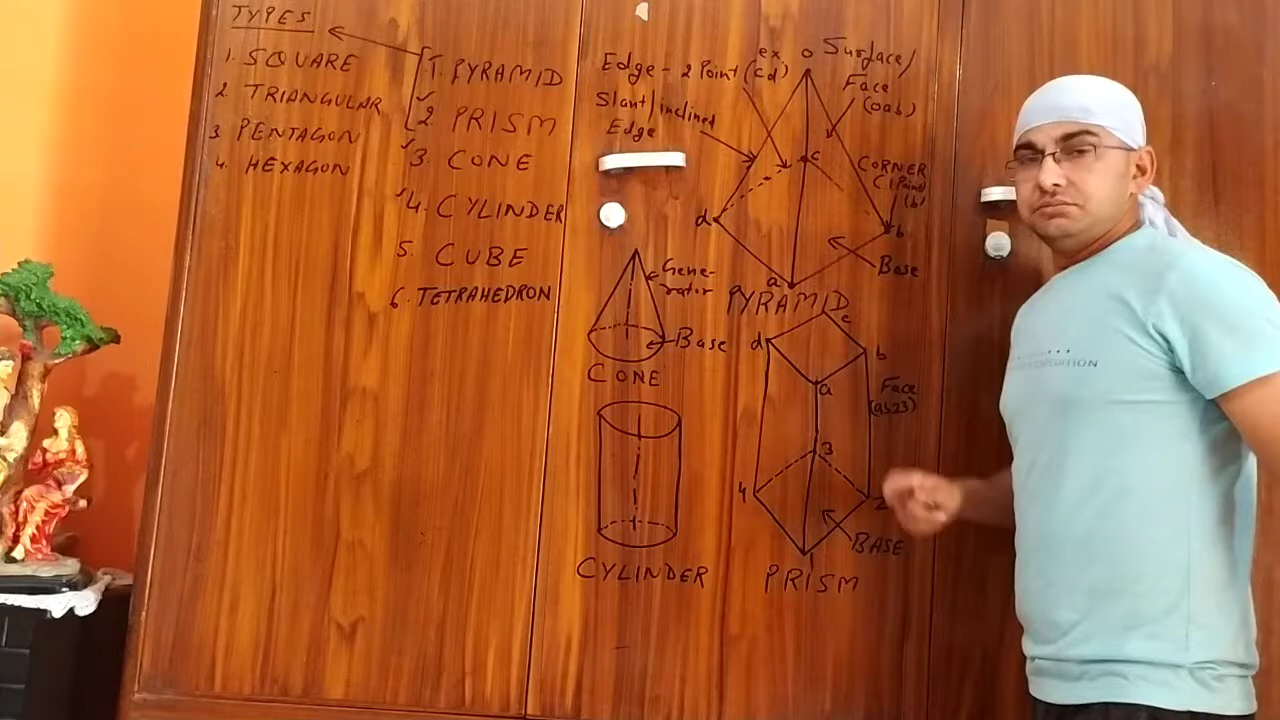 TYPES
1. SQUARE
2 TRIANGULAR
3 PENTAGON
4. HEXAGON
1. PYRAMID
2. PRISM
3. CONE
4. CYLINDER
5. CUBE
6. TETRAHEDRON
ex.
Edge - 2 Point (cd)
Slant/inclined
Edge
o
Surface/
Face
(oab)
c
CORNER
(1 Point)
(b)
d
b
a
Base
PYRAMID
Gene-
rator
Base
CONE
CYLINDER
d
c
b
a
Face
(ab23)
3
4
2
1
BASE
PRISM